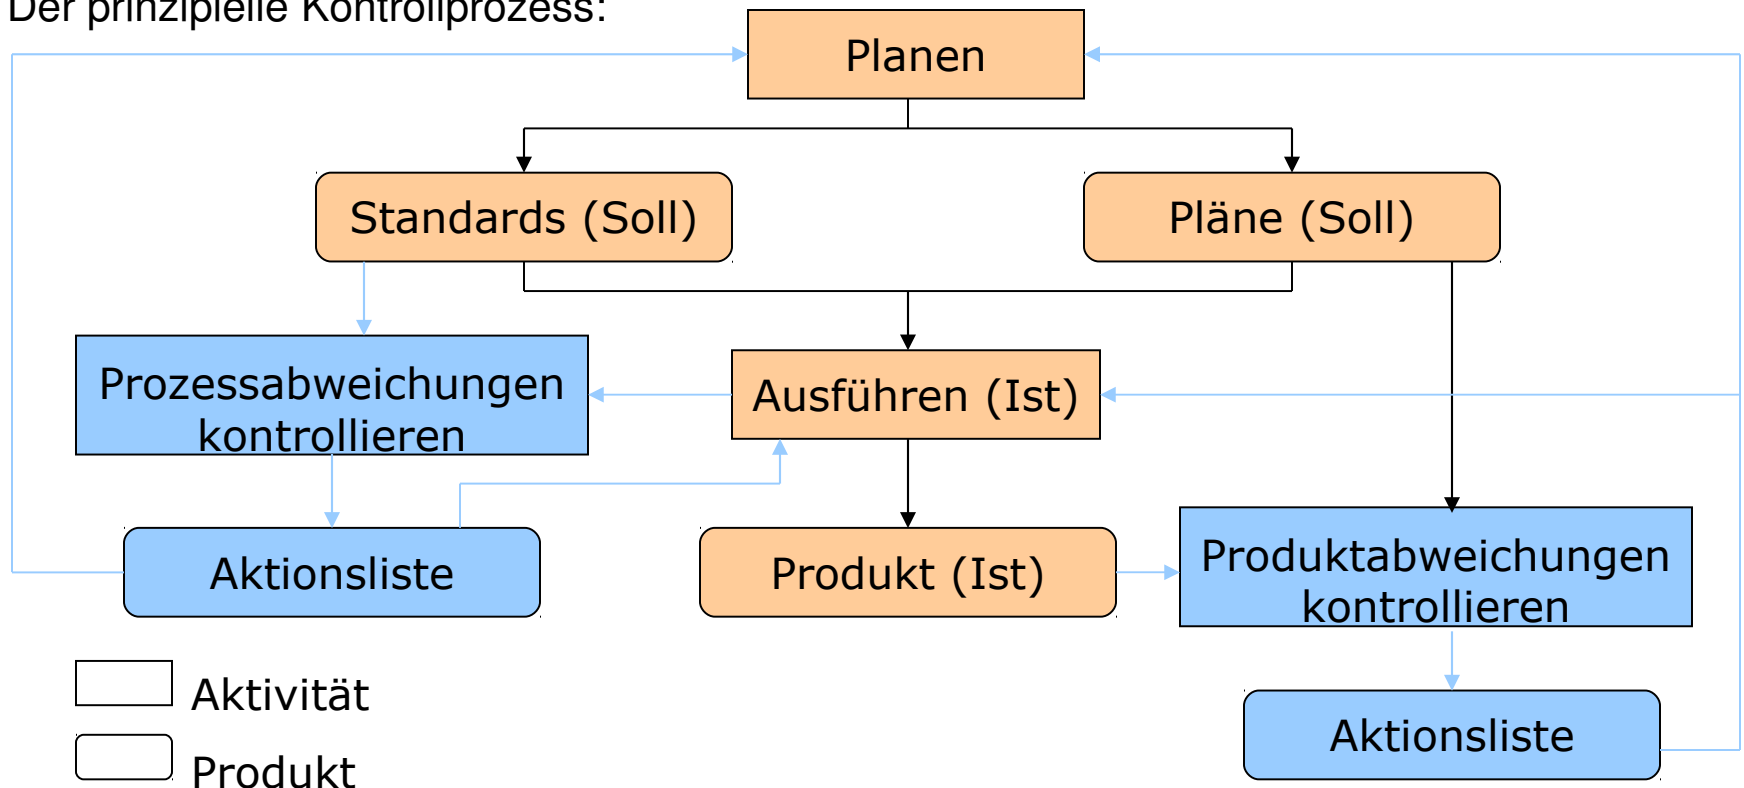 Der prinzipielle Kontrollprozess:
Planen
Standards (Soll)
Pläne (Soll)
Prozessabweichungen
kontrollieren
Ausführen (Ist)
Aktionsliste
Produkt (Ist)
Produktabweichungen
kontrollieren
Aktivität
Aktionsliste
Produkt